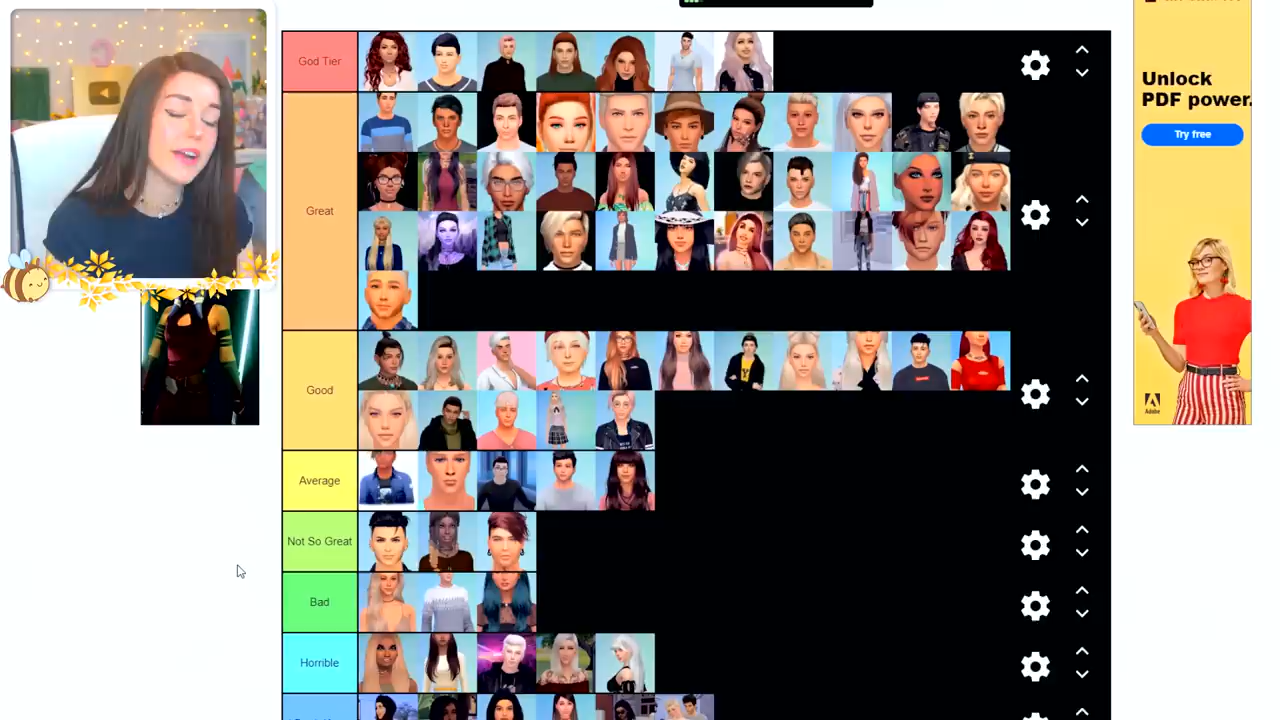 God Tier
Great
Good
Average
Not So Great
Bad
Horrible
Unlock
PDF power.
Try free
Adobe